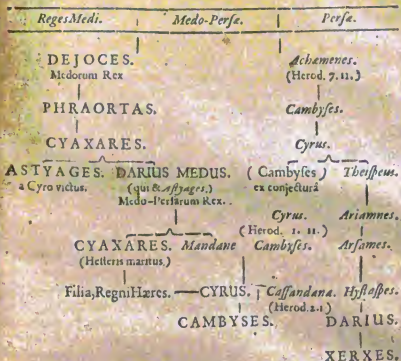 Reges Medi. Medo-Persæ. Persæ.
DEJOCES. Achæmenes.
Medorum Rex (Herod. 7. 11.)
PHRAORTAS. Cambyſes.
CYAXARES. Cyrus.
ASTYAGES. DARIUS MEDUS. (Cambyſes) Theiſpeus.
a Cyro victus. (qui & Aſtyages.) ex conjecturâ
Medo-Perſarum Rex.
Cyrus. Ariamnes.
(Herod. 1. 11.)
CYAXARES. Mandane Cambyſes. Arſames.
(Heſteris maritus.)
Filia, Regni Hæres. — CYRUS. Caſſandana. Hyſtaſpes.
(Herod. 2. 1)
CAMBYSES. DARIUS.
XERXES.